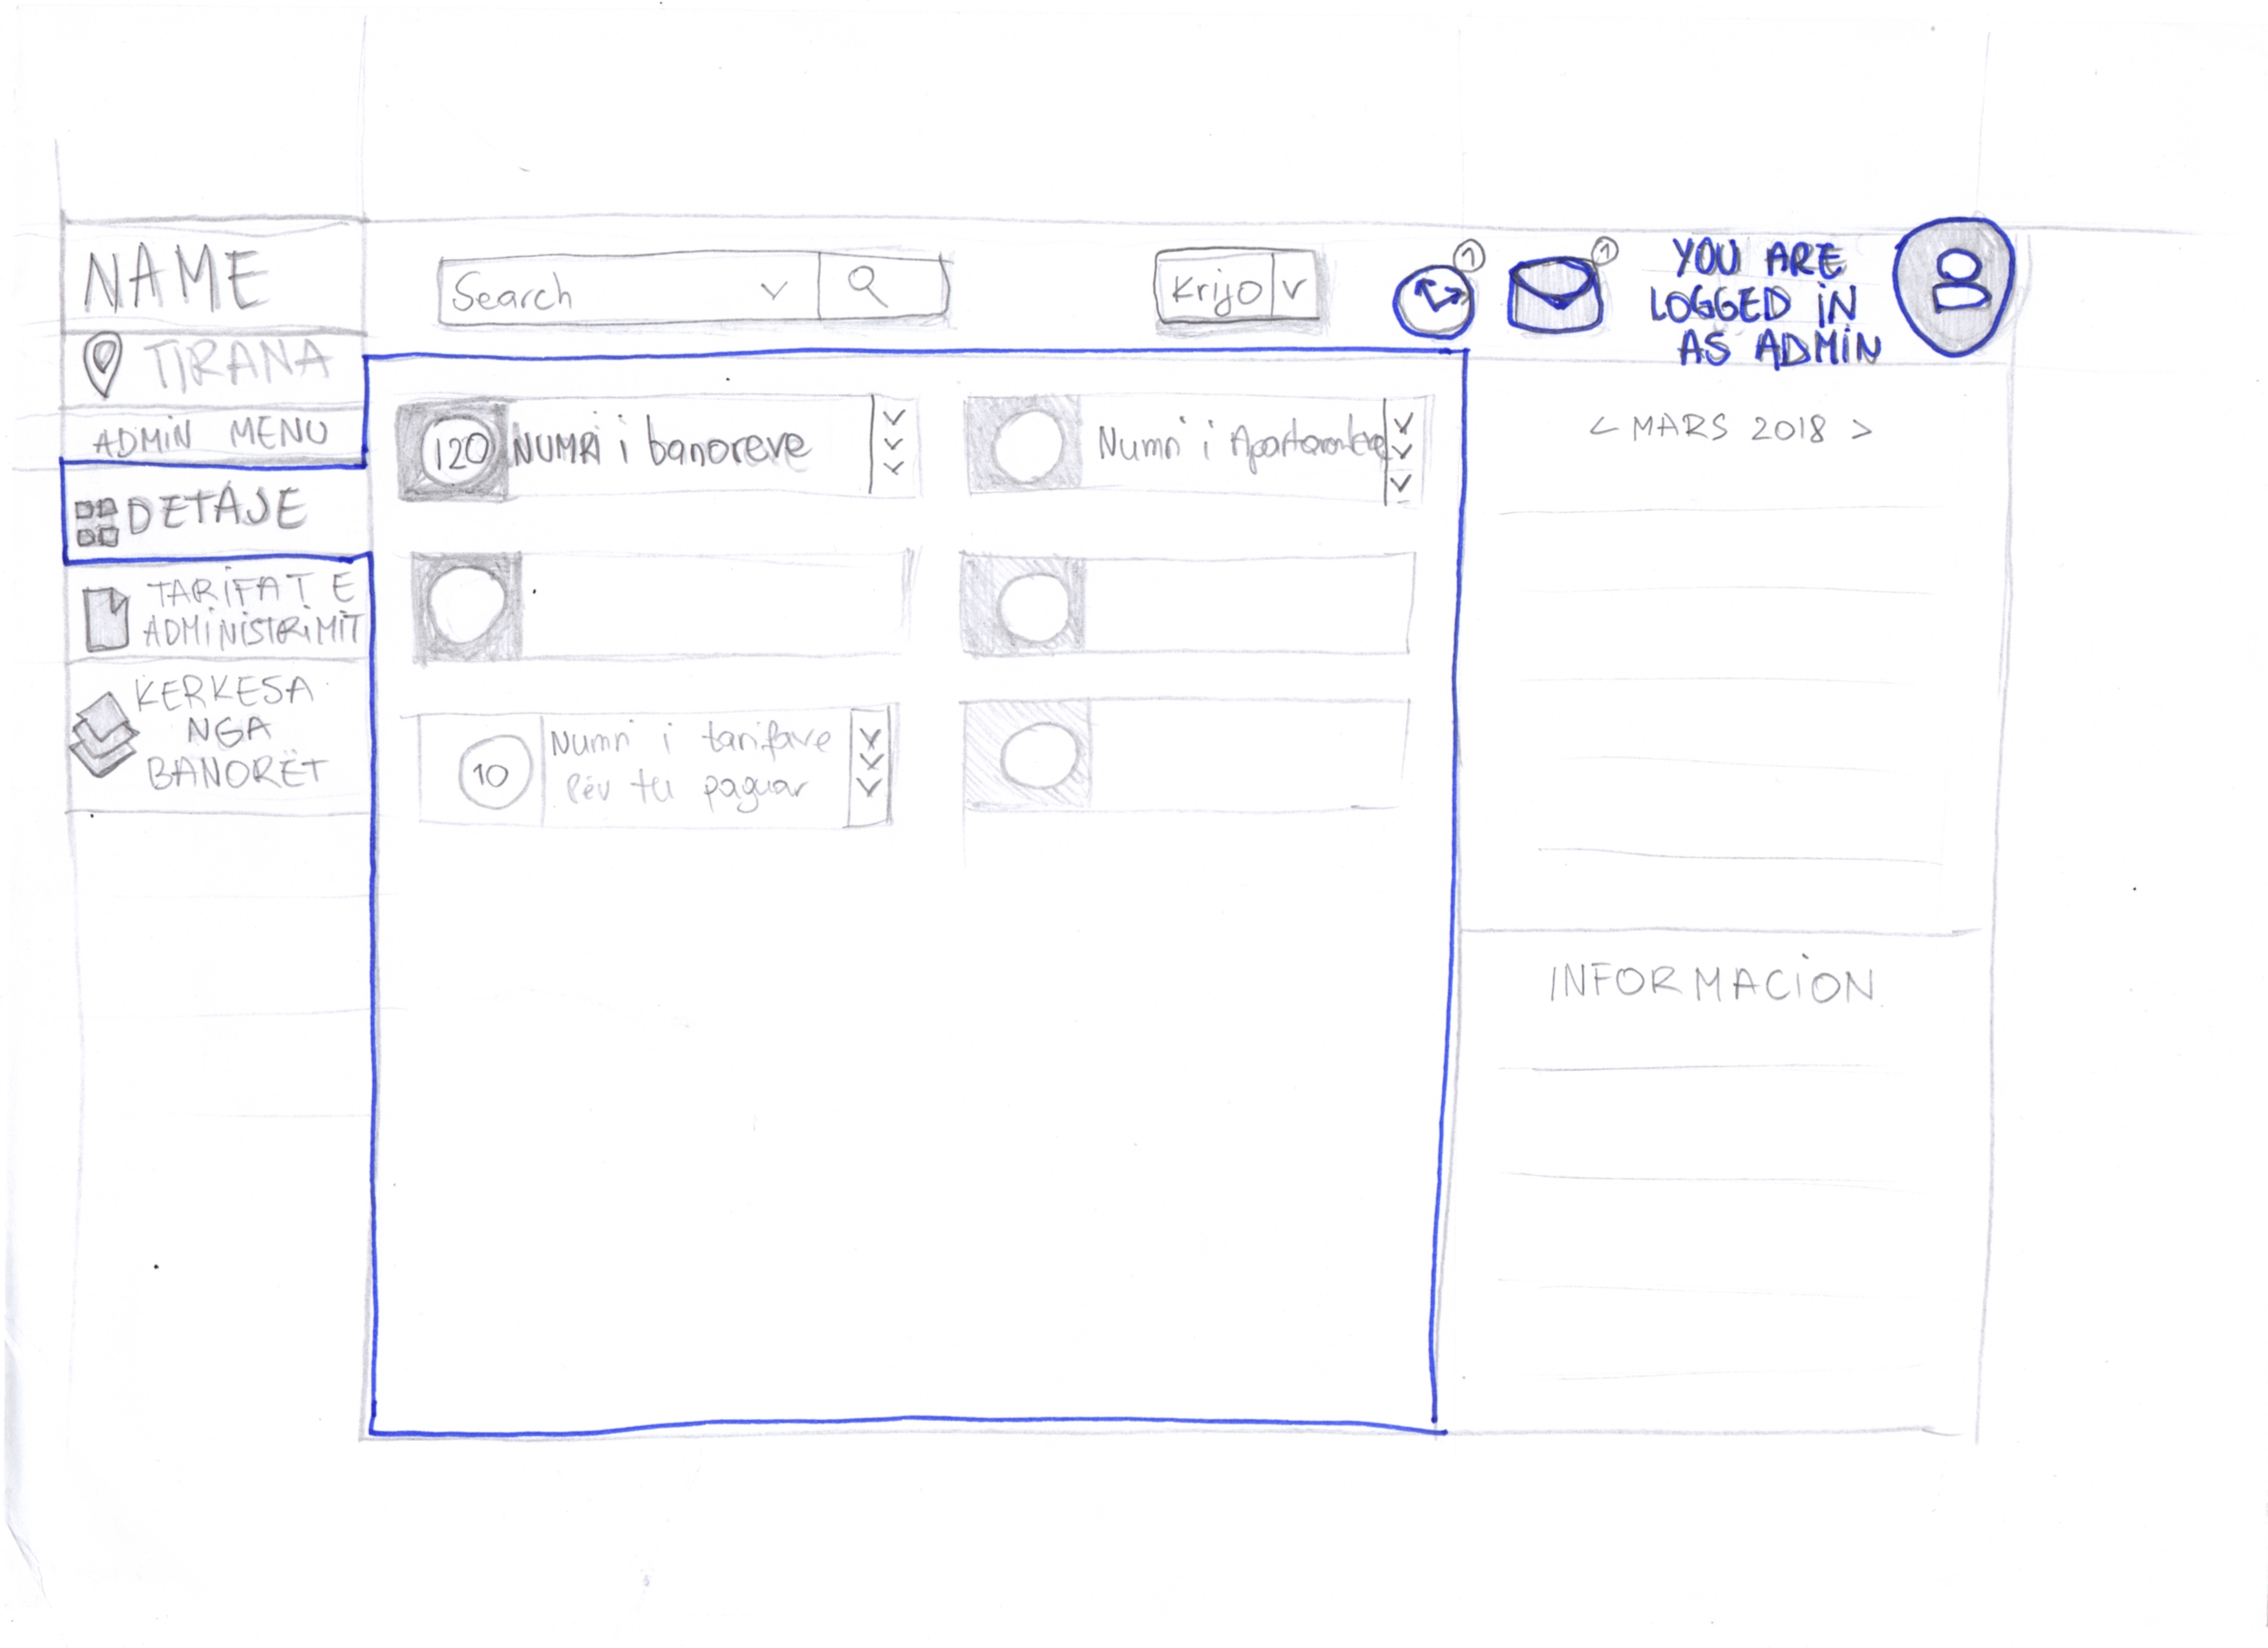 NAME
TIRANA
ADMIN MENU
DETAJE
TARIFAT E
ADMINISTRIMIT
KERKESA
NGA
BANORËT
Search
Krijo
1
1
YOU ARE
LOGGED IN
AS ADMIN
120 NUMRi i banoreve
Numri i Apartamenteve
10
Numri i tarifave
për tu paguar
< MARS 2018 >
INFORMACION